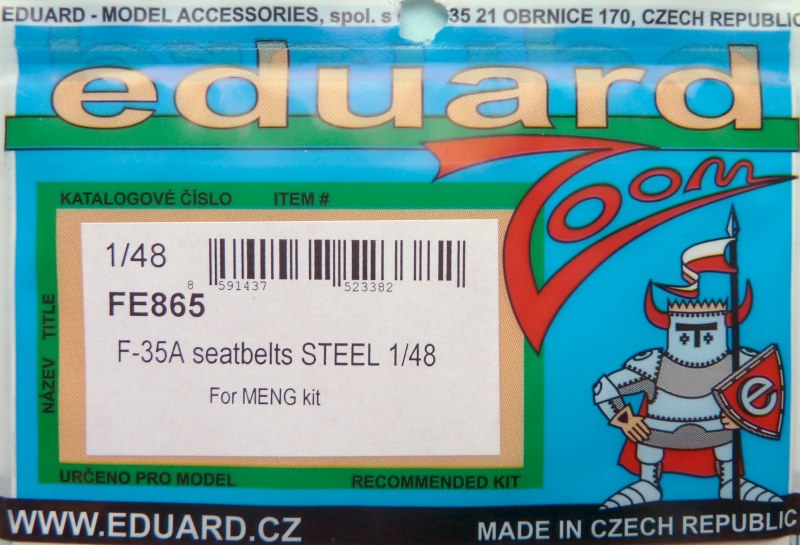 EDUARD - MODEL ACCESSORIES, spol. s 35 21 OBRNICE 170, CZECH REPUBLIC
eduard
Zoom
KATALOGOVÉ ČÍSLO ITEM #
NÁZEV TITLE
1/48
8 591437 523382
FE865
F-35A seatbelts STEEL 1/48
For MENG kit
e
URČENO PRO MODEL RECOMMENDED KIT
WWW.EDUARD.CZ MADE IN CZECH REPUBLIC